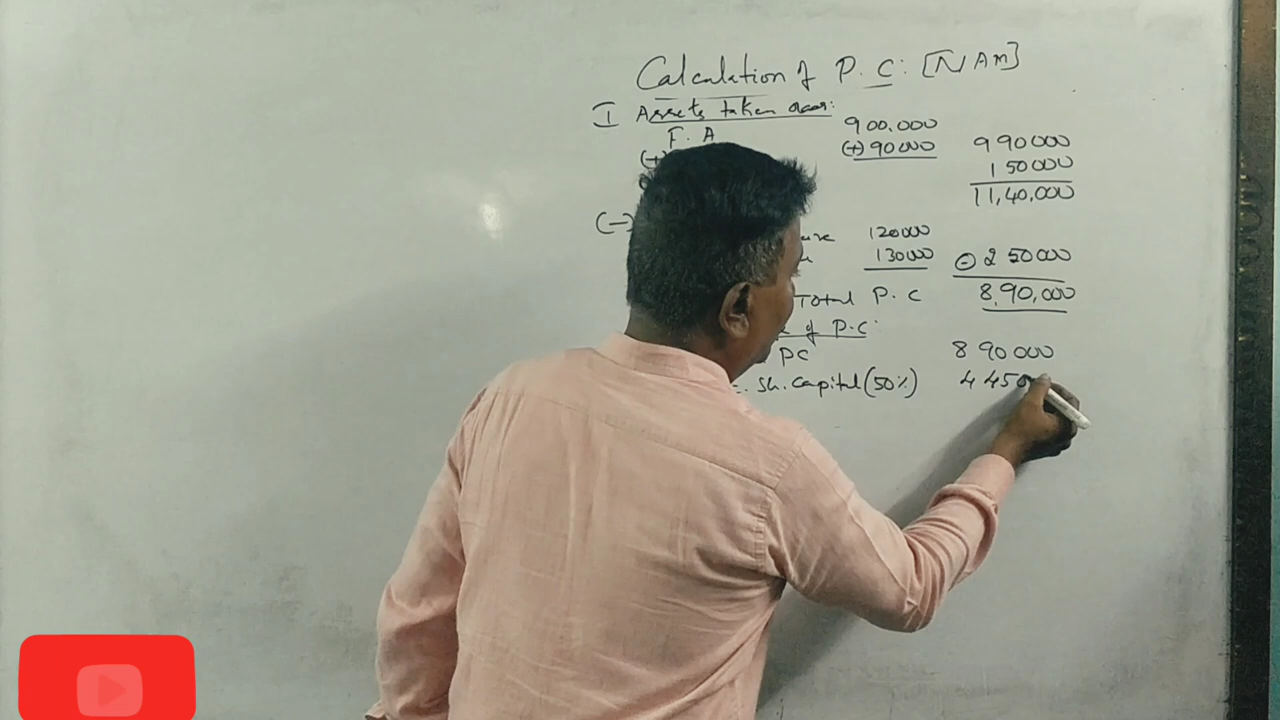 Calculation of P.C: [NAM]
I Assets taken over:
F.A 900,000
(+) (+) 90000 990000
150000
11,40,000
(-)
120000
130000 (-) 250000
Total P.C 8,90,000
of P.C:
PC 890000
Sh. Capital (50%) 4450